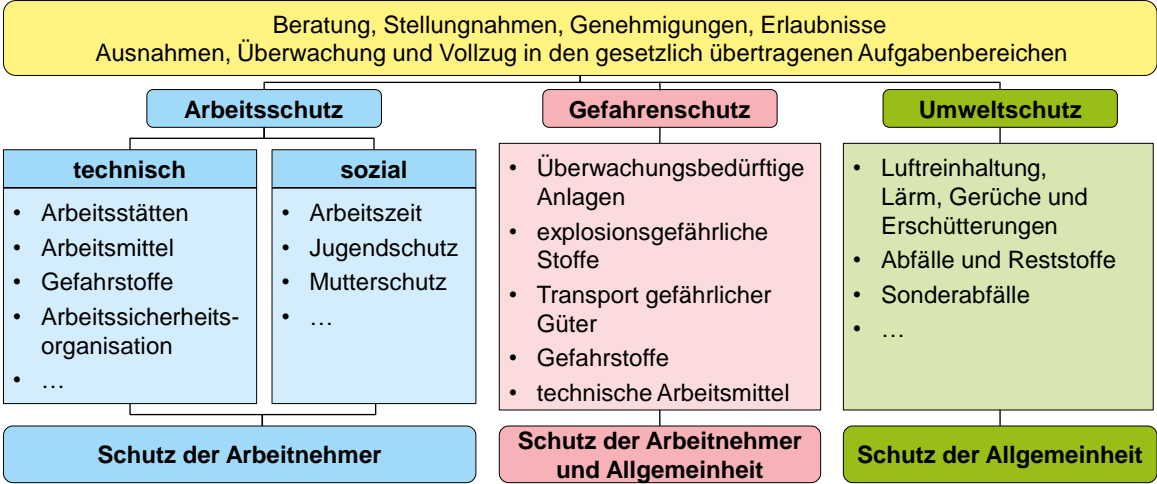 Beratung, Stellungnahmen, Genehmigungen, Erlaubnisse
Ausnahmen, Überwachung und Vollzug in den gesetzlich übertragenen Aufgabenbereichen
Arbeitsschutz
technisch
• Arbeitsstätten
• Arbeitsmittel
• Gefahrstoffe
• Arbeitssicherheits-
organisation
• …
sozial
• Arbeitszeit
• Jugendschutz
• Mutterschutz
• …
Schutz der Arbeitnehmer
Gefahrenschutz
• Überwachungsbedürftige
Anlagen
• explosionsgefährliche
Stoffe
• Transport gefährlicher
Güter
• Gefahrstoffe
• technische Arbeitsmittel
Schutz der Arbeitnehmer
und Allgemeinheit
Umweltschutz
• Luftreinhaltung,
Lärm, Gerüche und
Erschütterungen
• Abfälle und Reststoffe
• Sonderabfälle
• …
Schutz der Allgemeinheit